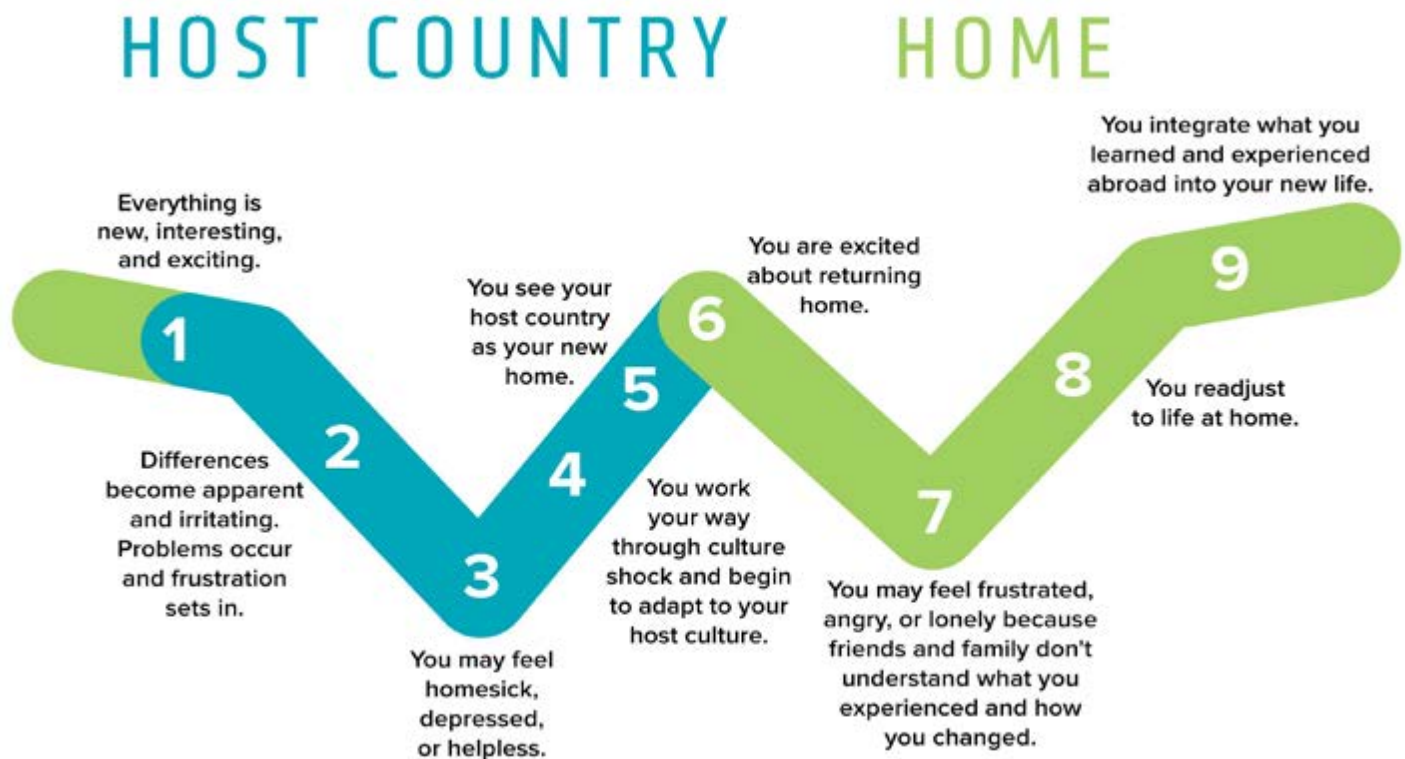 HOST COUNTRY
HOME
Everything is
new, interesting,
and exciting.
1
Differences
become apparent
and irritating.
Problems occur
and frustration
sets in.
2
3
You may feel
homesick,
depressed,
or helpless.
4
You work
your way
through culture
shock and begin
to adapt to your
host culture.
You see your
host country
as your new
home.
5
6
You are excited
about returning
home.
7
You may feel frustrated,
angry, or lonely because
friends and family don't
understand what you
experienced and how
you changed.
8
You readjust
to life at home.
You integrate what you
learned and experienced
abroad into your new life.
9